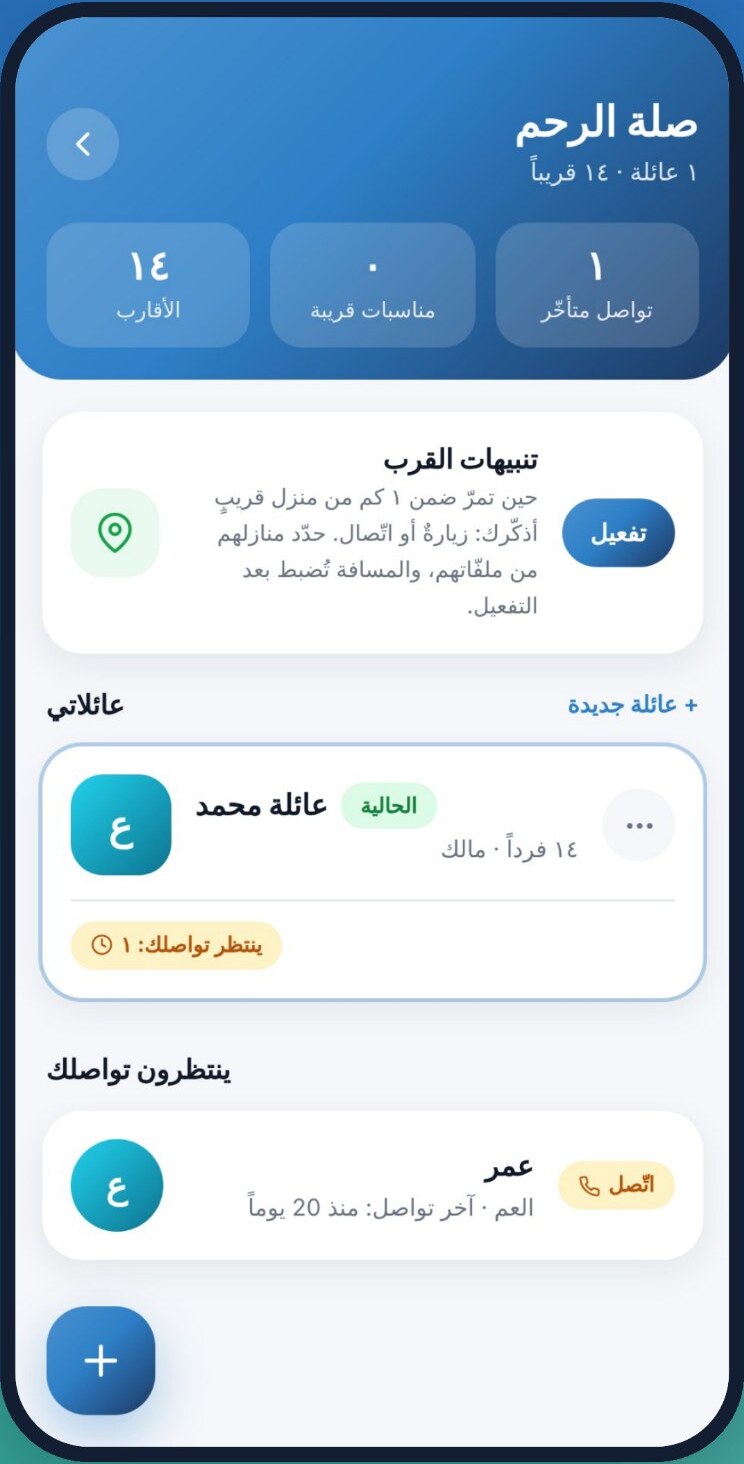 صلة الرحم
١ عائلة · ١٤ قريباً
١
تواصل متأخّر
٠
مناسبات قريبة
١٤
الأقارب
تنبيهات القرب
حين تمرّ ضمن ١ كم من منزل قريبٍ
أذكّرك: زيارةٌ أو اتّصال. حدّد منازلهم
من ملفّاتهم، والمسافة تُضبط بعد
التفعيل.
تفعيل
+ عائلة جديدة
عائلاتي
عائلة محمد
الحالية
١٤ فرداً · مالك
ع
ينتظر تواصلك: ١
ينتظرون تواصلك
عمر
العم · آخر تواصل: منذ 20 يوماً
اتّصل
ع